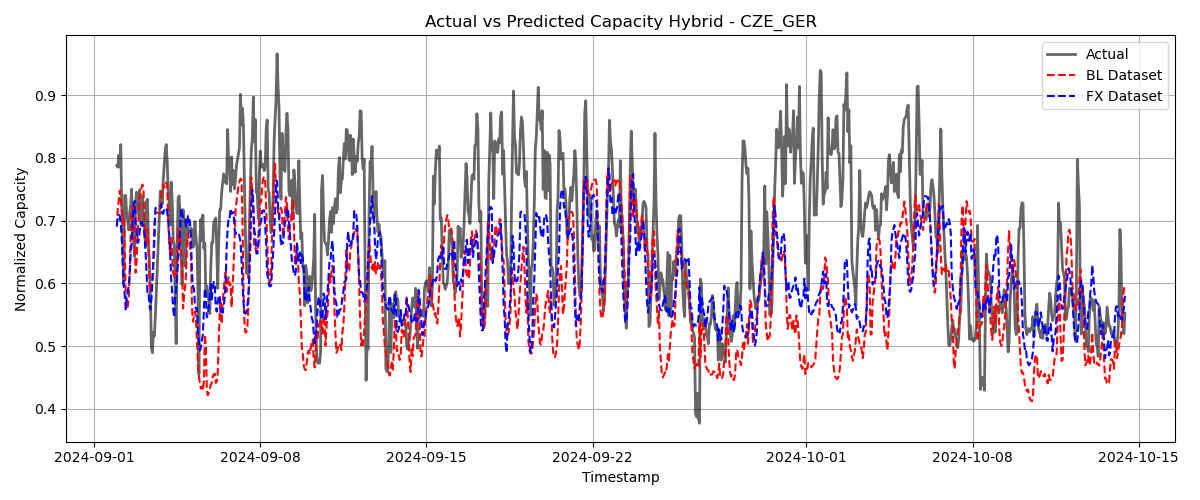 Actual vs Predicted Capacity Hybrid - CZE_GER
Actual
BL Dataset
FX Dataset
Normalized Capacity
0.9
0.8
0.7
0.6
0.5
0.4
2024-09-01
2024-09-08
2024-09-15
2024-09-22
2024-10-01
2024-10-08
2024-10-15
Timestamp